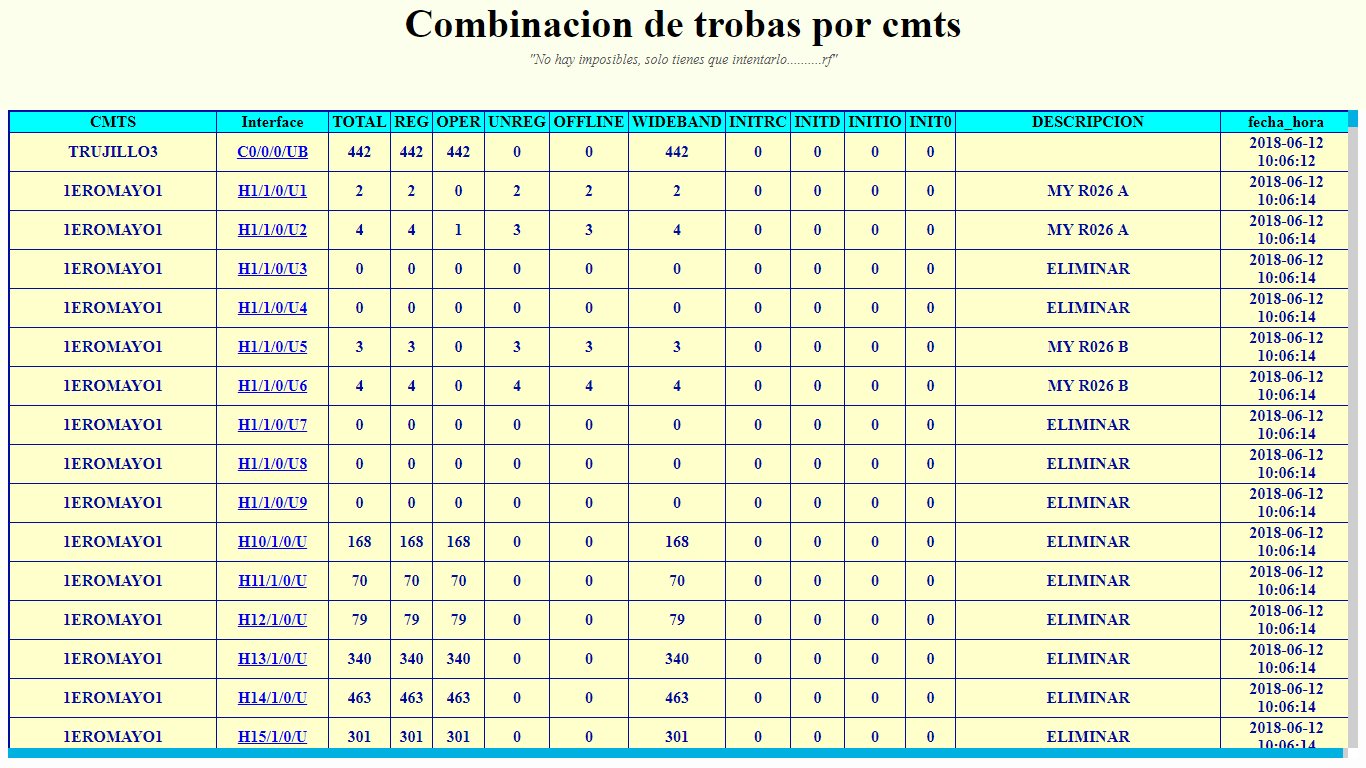 Combinacion de trobas por cmts
"No hay imposibles, solo tienes que intentarlo..........rf"
CMTS Interface TOTAL REG OPER UNREG OFFLINE WIDEBAND INITRC INITD INITIO INIT0 DESCRIPCION fecha_hora
TRUJILLO3 C0/0/0/UB 442 442 442 0 0 442 0 0 0 0 2018-06-12 10:06:12
1EROMAYO1 H1/1/0/U1 2 2 0 2 2 2 0 0 0 0 MY R026 A 2018-06-12 10:06:14
1EROMAYO1 H1/1/0/U2 4 4 1 3 3 4 0 0 0 0 MY R026 A 2018-06-12 10:06:14
1EROMAYO1 H1/1/0/U3 0 0 0 0 0 0 0 0 0 0 ELIMINAR 2018-06-12 10:06:14
1EROMAYO1 H1/1/0/U4 0 0 0 0 0 0 0 0 0 0 ELIMINAR 2018-06-12 10:06:14
1EROMAYO1 H1/1/0/U5 3 3 0 3 3 3 0 0 0 0 MY R026 B 2018-06-12 10:06:14
1EROMAYO1 H1/1/0/U6 4 4 0 4 4 4 0 0 0 0 MY R026 B 2018-06-12 10:06:14
1EROMAYO1 H1/1/0/U7 0 0 0 0 0 0 0 0 0 0 ELIMINAR 2018-06-12 10:06:14
1EROMAYO1 H1/1/0/U8 0 0 0 0 0 0 0 0 0 0 ELIMINAR 2018-06-12 10:06:14
1EROMAYO1 H1/1/0/U9 0 0 0 0 0 0 0 0 0 0 ELIMINAR 2018-06-12 10:06:14
1EROMAYO1 H10/1/0/U 168 168 168 0 0 168 0 0 0 0 ELIMINAR 2018-06-12 10:06:14
1EROMAYO1 H11/1/0/U 70 70 70 0 0 70 0 0 0 0 ELIMINAR 2018-06-12 10:06:14
1EROMAYO1 H12/1/0/U 79 79 79 0 0 79 0 0 0 0 ELIMINAR 2018-06-12 10:06:14
1EROMAYO1 H13/1/0/U 340 340 340 0 0 340 0 0 0 0 ELIMINAR 2018-06-12 10:06:14
1EROMAYO1 H14/1/0/U 463 463 463 0 0 463 0 0 0 0 ELIMINAR 2018-06-12 10:06:14
1EROMAYO1 H15/1/0/U 301 301 301 0 0 301 0 0 0 0 ELIMINAR 2018-06-12 10:06:14